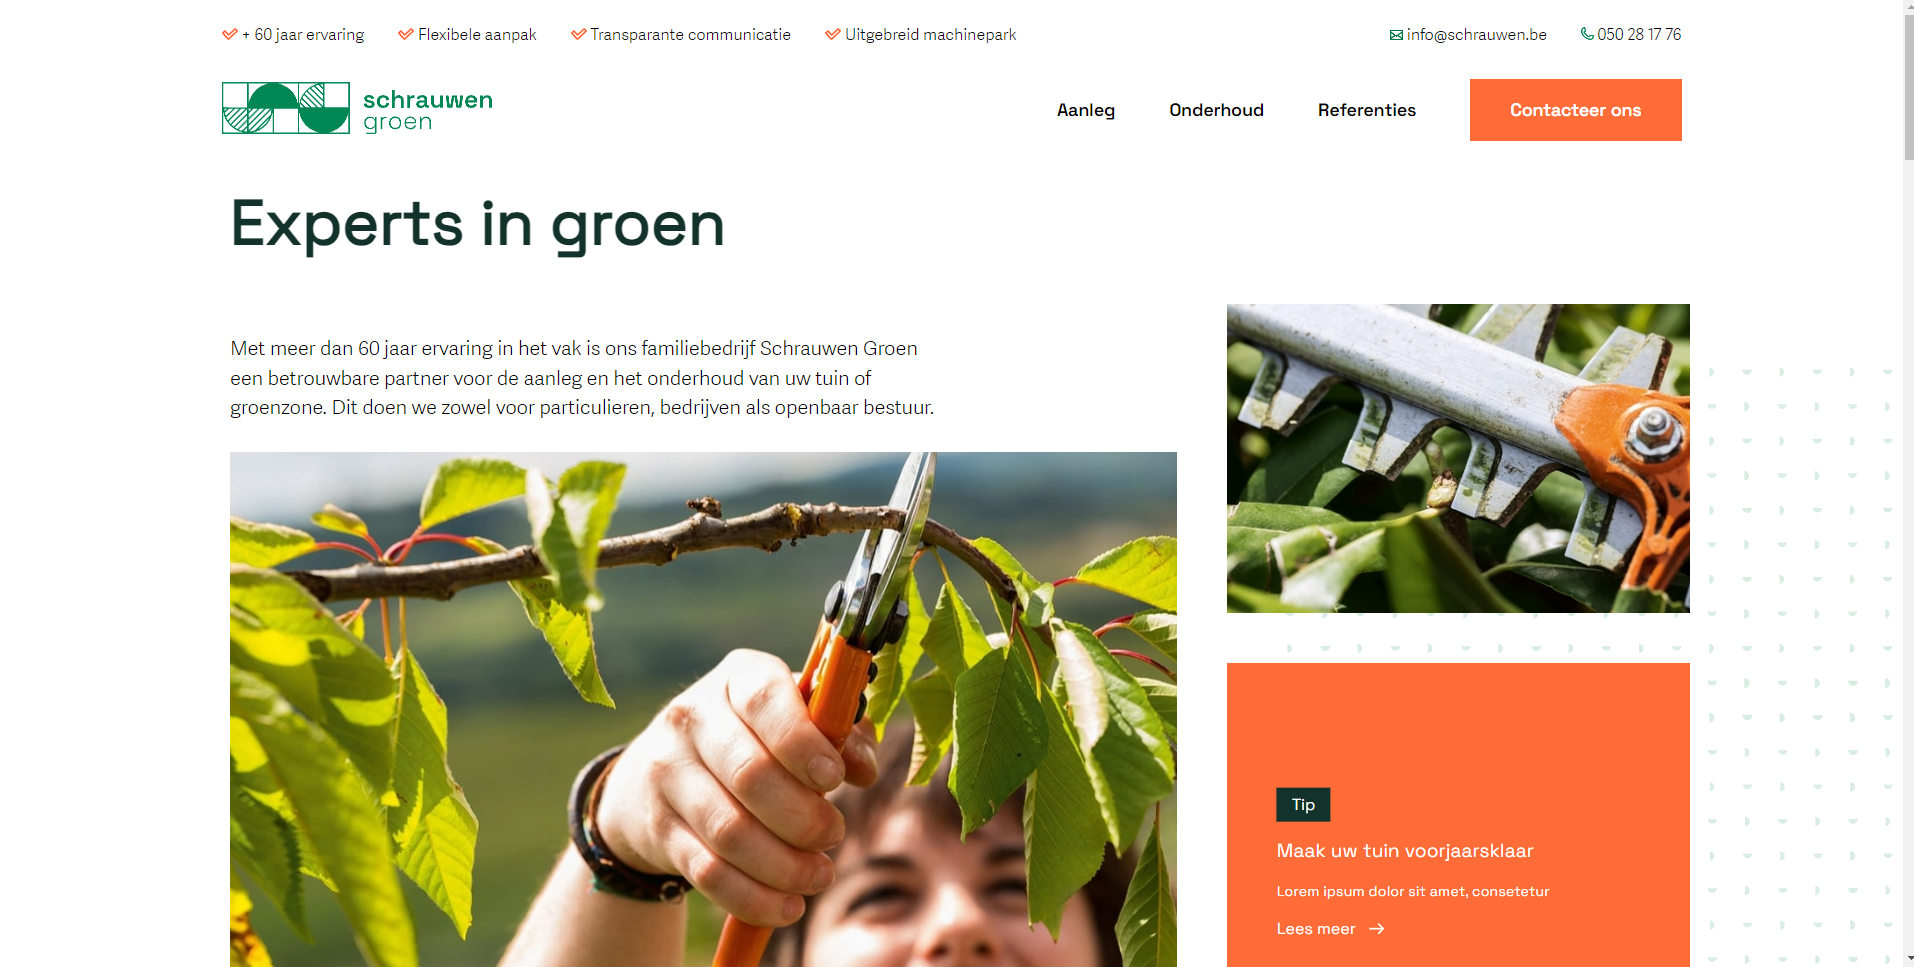 + 60 jaar ervaring
Flexibele aanpak
Transparante communicatie
Uitgebreid machinepark
info@schrauwen.be
050 28 17 76
schrauwen
groen
Aanleg
Onderhoud
Referenties
Contacteer ons
Experts in groen
Met meer dan 60 jaar ervaring in het vak is ons familiebedrijf Schrauwen Groen
een betrouwbare partner voor de aanleg en het onderhoud van uw tuin of
groenzone. Dit doen we zowel voor particulieren, bedrijven als openbaar bestuur.
Tip
Maak uw tuin voorjaarsklaar
Lorem ipsum dolor sit amet, consetetur
Lees meer →